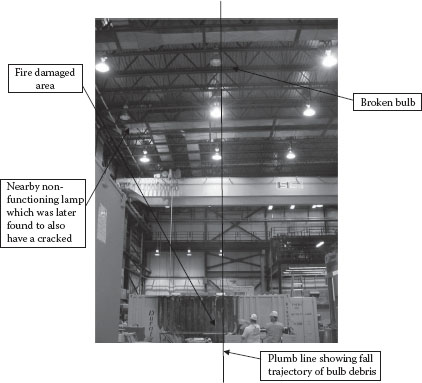 Fire damaged
area
Broken bulb
Nearby non-
functioning lamp
which was later
found to also
have a cracked
Plumb line showing fall
trajectory of bulb debris